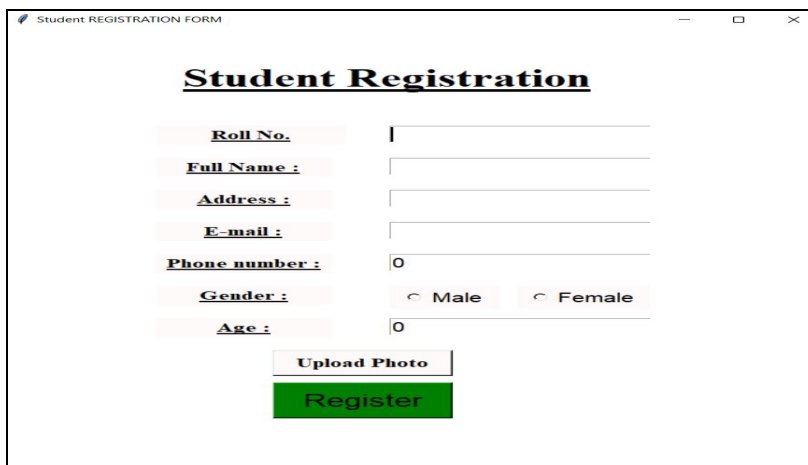 Student REGISTRATION FORM
Student Registration
Roll No.
Full Name :
Address :
E-mail :
Phone number : 0
Gender : Male Female
Age : 0
Upload Photo
Register